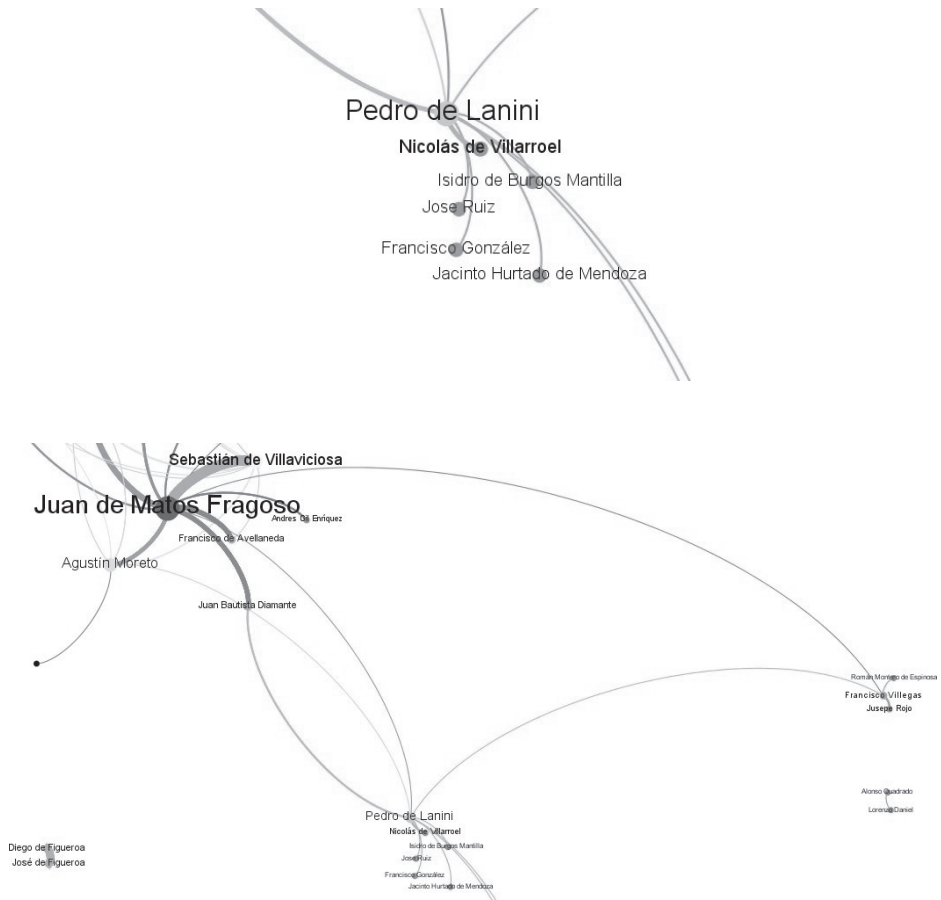 Pedro de Lanini
Nicolás de Villarroel
Isidro de Burgos Mantilla
Jose Ruiz
Francisco González
Jacinto Hurtado de Mendoza
Sebastián de Villaviciosa
Juan de Matos Fragoso
Andres Gil Enríquez
Francisco de Avellaneda
Agustín Moreto
Juan Bautista Diamante
Román Montero de Espinosa
Francisco Villegas
Jusepe Rojo
Alonso Quadrado
Lorenzo Daniel
Pedro de Lanini
Nicolás de Villarroel
Isidro de Burgos Mantilla
Jose Ruiz
Francisco González
Jacinto Hurtado de Mendoza
Diego de Figueroa
José de Figueroa